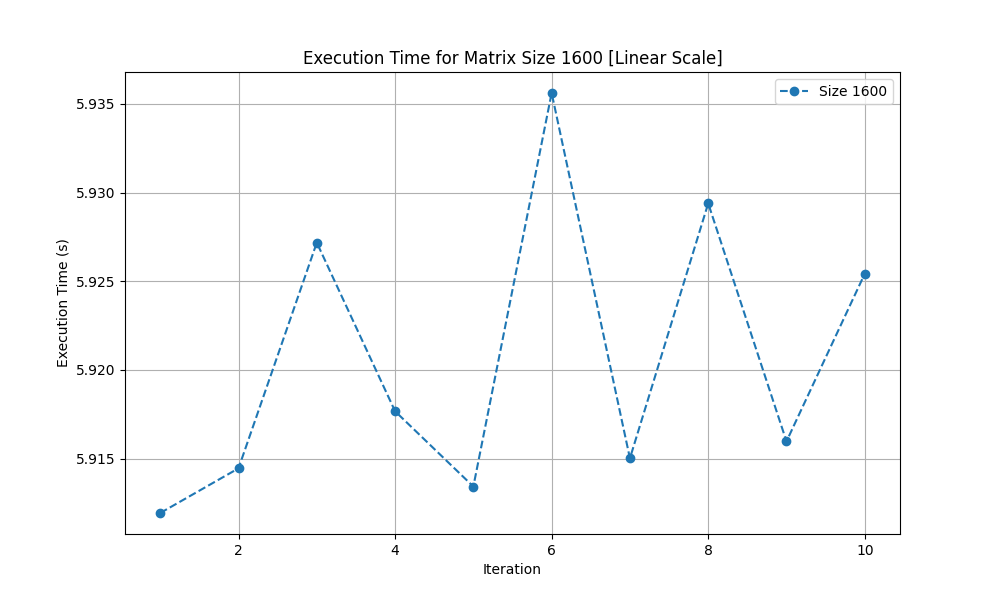 Execution Time for Matrix Size 1600 [Linear Scale]
Size 1600
Execution Time (s)
5.935
5.930
5.925
5.920
5.915
2
4
6
8
10
Iteration